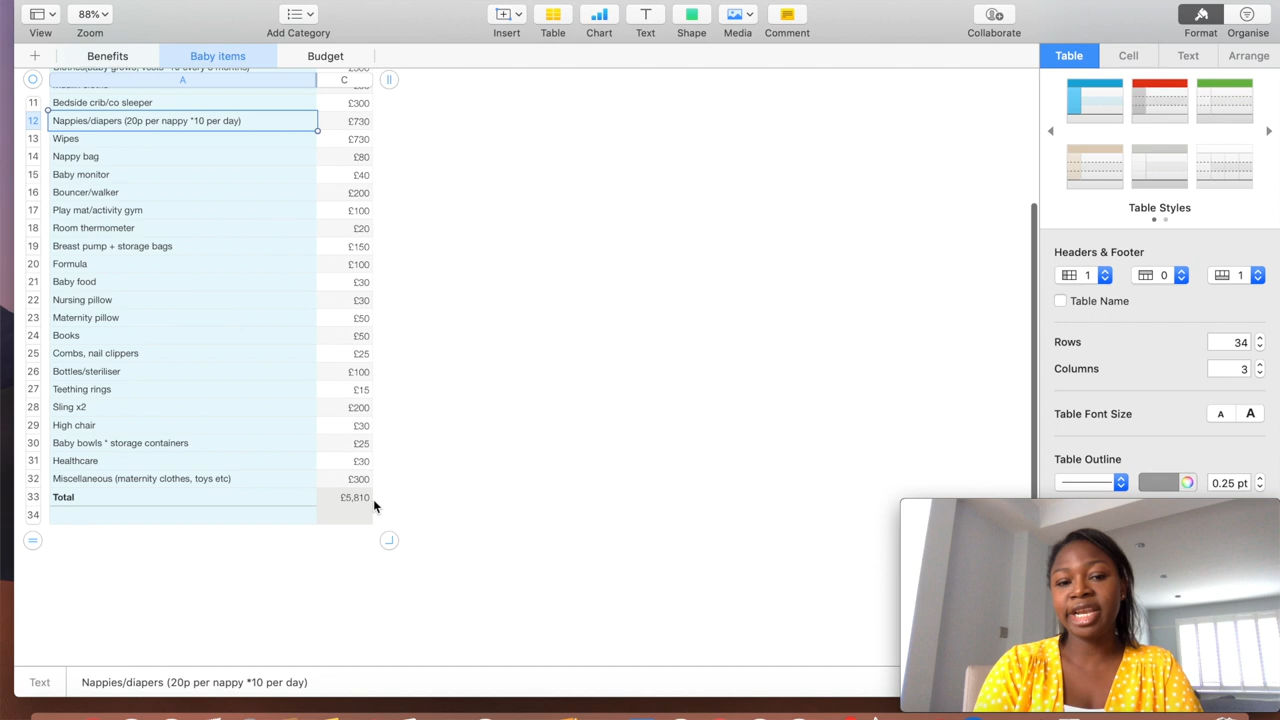 88%
View
Zoom
Add Category
Insert
Table
Chart
Text
Shape
Media
Comment
Collaborate
Format
Organise
Benefits
Baby items
Budget
Table
Cell
Text
Arrange
A
C
11 Bedside crib/co sleeper £300
12 Nappies/diapers (20p per nappy *10 per day) £730
13 Wipes £730
14 Nappy bag £80
15 Baby monitor £40
16 Bouncer/walker £200
17 Play mat/activity gym £100
18 Room thermometer £20
19 Breast pump + storage bags £150
20 Formula £100
21 Baby food £30
22 Nursing pillow £30
23 Maternity pillow £50
24 Books £50
25 Combs, nail clippers £25
26 Bottles/steriliser £100
27 Teething rings £15
28 Sling x2 £200
29 High chair £30
30 Baby bowls * storage containers £25
31 Healthcare £30
32 Miscellaneous (maternity clothes, toys etc) £300
33 Total £5,810
34
Table Styles
Headers & Footer
1
0
1
Table Name
Rows 34
Columns 3
Table Font Size A A
Table Outline
0.25 pt
Text Nappies/diapers (20p per nappy *10 per day)